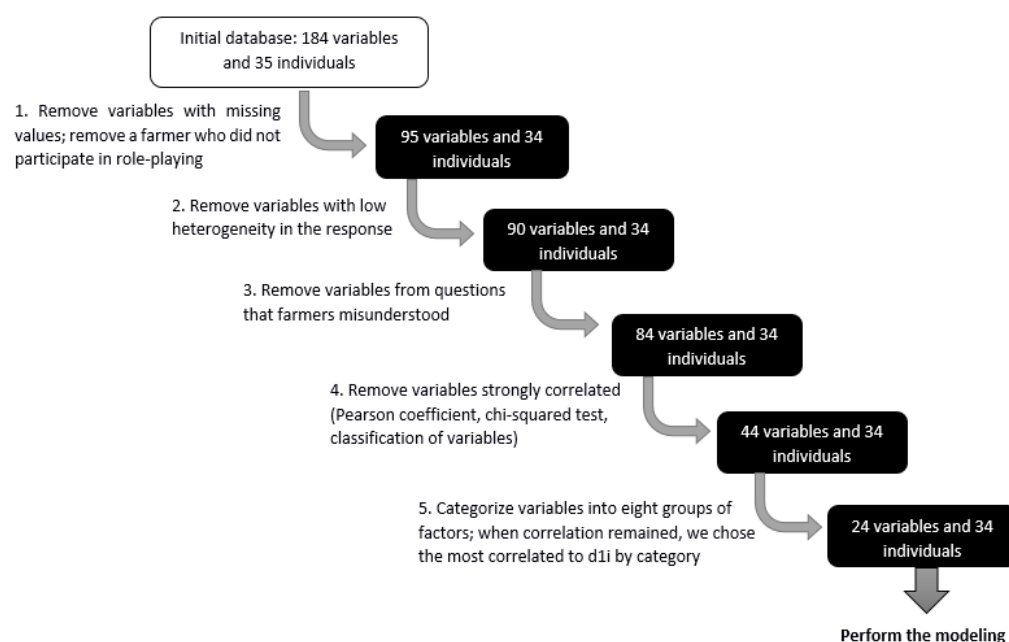 Initial database: 184 variables
and 35 individuals
1. Remove variables with missing
values; remove a farmer who did not
participate in role-playing
95 variables and 34
individuals
2. Remove variables with low
heterogeneity in the response
90 variables and 34
individuals
3. Remove variables from questions
that farmers misunderstood
84 variables and 34
individuals
4. Remove variables strongly correlated
(Pearson coefficient, chi-squared test,
classification of variables)
44 variables and 34
individuals
5. Categorize variables into eight groups of
factors; when correlation remained, we chose
the most correlated to d1i by category
24 variables and 34
individuals
Perform the modeling